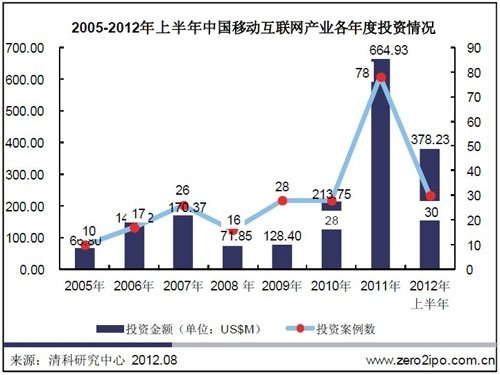 2005-2012年上半年中国移动互联网产业各年度投资情况
700.00 664.93 90
600.00 78 80
500.00 70
400.00 378.23 60
50
300.00 40
200.00 26 170.37 28 213.75 30
17 16 28 30 20
100.00 10 71.85 128.40 10
0.00 0
2005年 2006年 2007年 2008 年 2009年 2010年 2011年 2012年
上半年
投资金额（单位：US$M） 投资案例数
来源：清科研究中心 2012.08 www.zero2ipo.com.cn